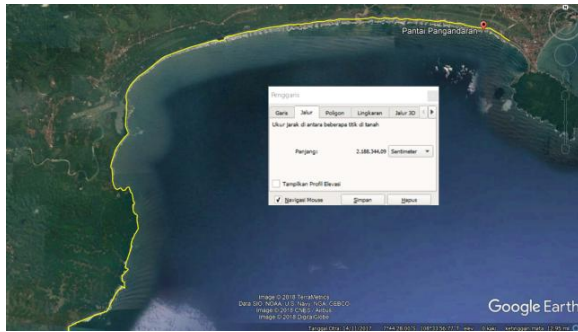 Pantai Pangandaran
Penggaris
Garis Jalur Poligon Lingkaran Jalur 3D
Ukur jarak di antara beberapa titik di tanah
Panjang: 2.188.344,09 Sentimeter
Tampilkan Profil Elevasi
Navigasi Mouse Simpan Hapus
Image © 2018 TerraMetrics
Data SIO, NOAA, U.S. Navy, NGA, GEBCO
Image © 2018 CNES / Airbus
Image © 2018 DigitalGlobe
Google Earth